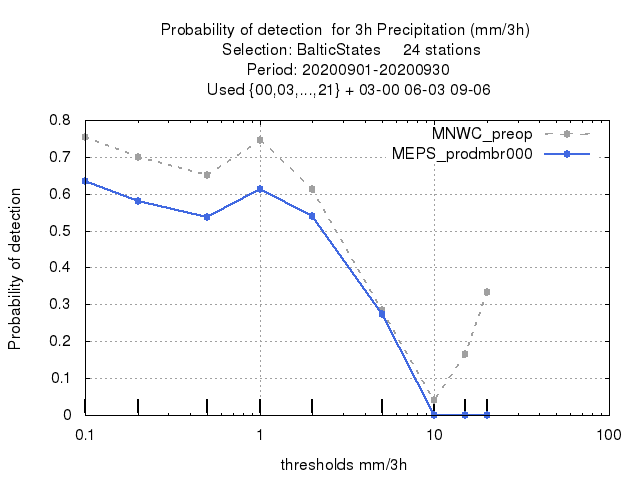 Probability of detection  for 3h Precipitation (mm/3h)
Selection: BalticStates     24 stations
Period: 20200901-20200930
Used {00,03,...,21} + 03-00 06-03 09-06
MNWC_preop
MEPS_prodmbr000
Probability of detection
0.8
0.7
0.6
0.5
0.4
0.3
0.2
0.1
0
0.1 1 10 100
thresholds mm/3h